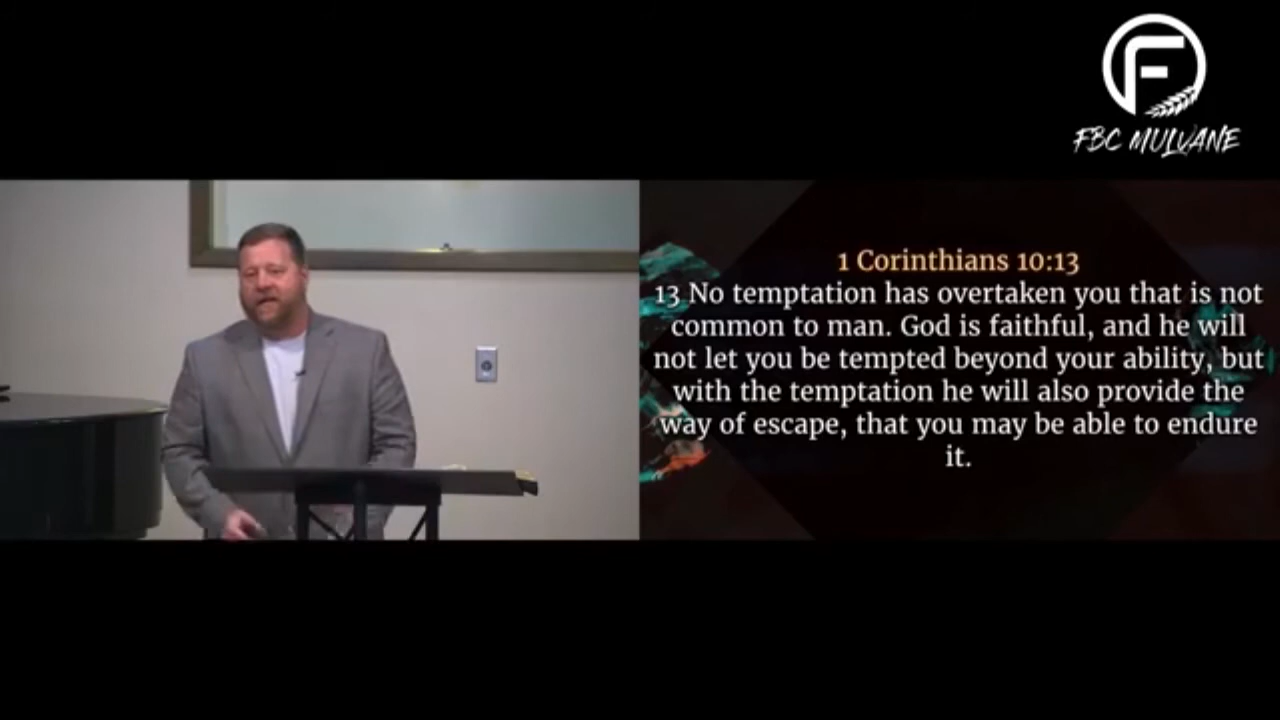 FBC MULVANE
1 Corinthians 10:13
13 No temptation has overtaken you that is not
common to man. God is faithful, and he will
not let you be tempted beyond your ability, but
with the temptation he will also provide the
way of escape, that you may be able to endure
it.